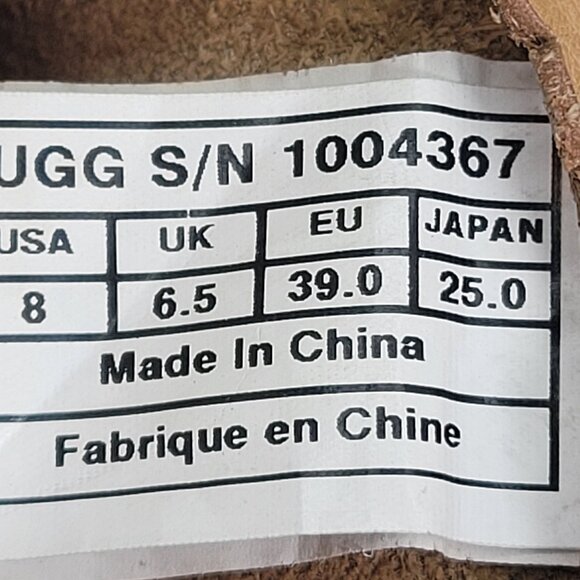 UGG S/N 1004367
USA UK EU JAPAN
8 6.5 39.0 25.0
Made In China
Fabrique en Chine